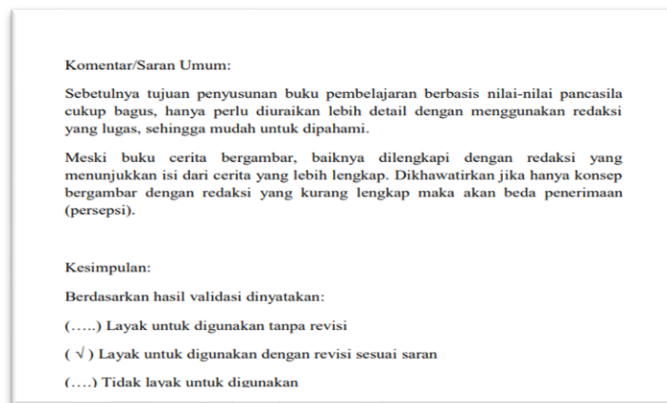 Komentar/Saran Umum:
Sebetulnya tujuan penyusunan buku pembelajaran berbasis nilai-nilai pancasila
cukup bagus, hanya perlu diuraikan lebih detail dengan menggunakan redaksi
yang lugas, sehingga mudah untuk dipahami.
Meski buku cerita bergambar, baiknya dilengkapi dengan redaksi yang
menunjukkan isi dari cerita yang lebih lengkap. Dikhawatirkan jika hanya konsep
bergambar dengan redaksi yang kurang lengkap maka akan beda penerimaan
(persepsi).
Kesimpulan:
Berdasarkan hasil validasi dinyatakan:
(.....) Layak untuk digunakan tanpa revisi
( √ ) Layak untuk digunakan dengan revisi sesuai saran
(....) Tidak layak untuk digunakan